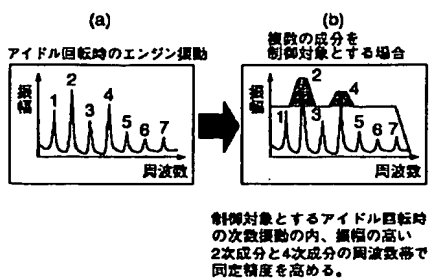 (a)
アイドル回転時のエンジン振動
振幅
1 2 3 4 5 6 7
周波数
(b)
複数の成分を
制御対象とする場合
振幅
1 2 3 4 5 6 7
周波数
制御対象とするアイドル回転時
の次数振動の内、振幅の高い
2次成分と4次成分の周波数帯で
同定精度を高める。